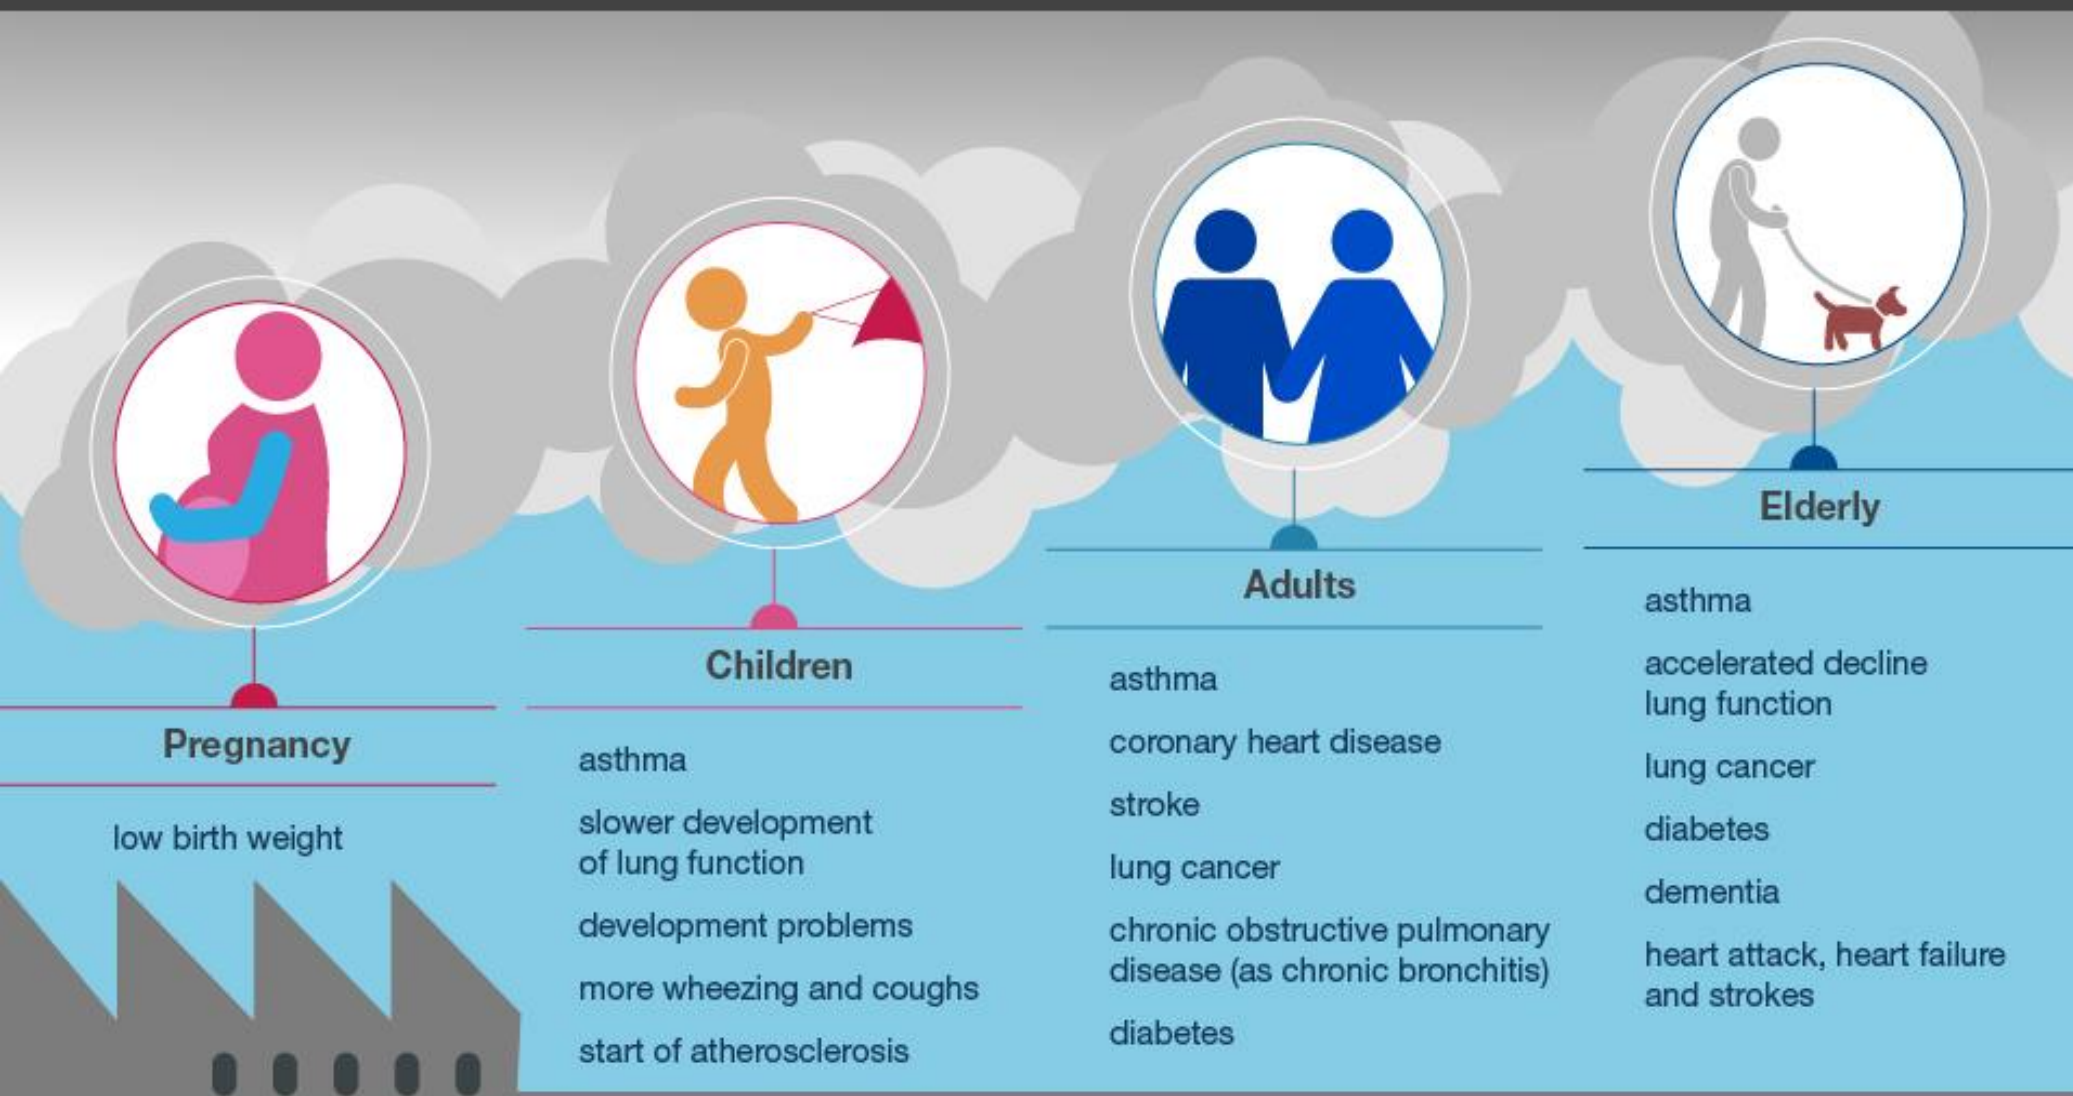 Pregnancy
low birth weight
Children
asthma
slower development
of lung function
development problems
more wheezing and coughs
start of atherosclerosis
Adults
asthma
coronary heart disease
stroke
lung cancer
chronic obstructive pulmonary
disease (as chronic bronchitis)
diabetes
Elderly
asthma
accelerated decline
lung function
lung cancer
diabetes
dementia
heart attack, heart failure
and strokes